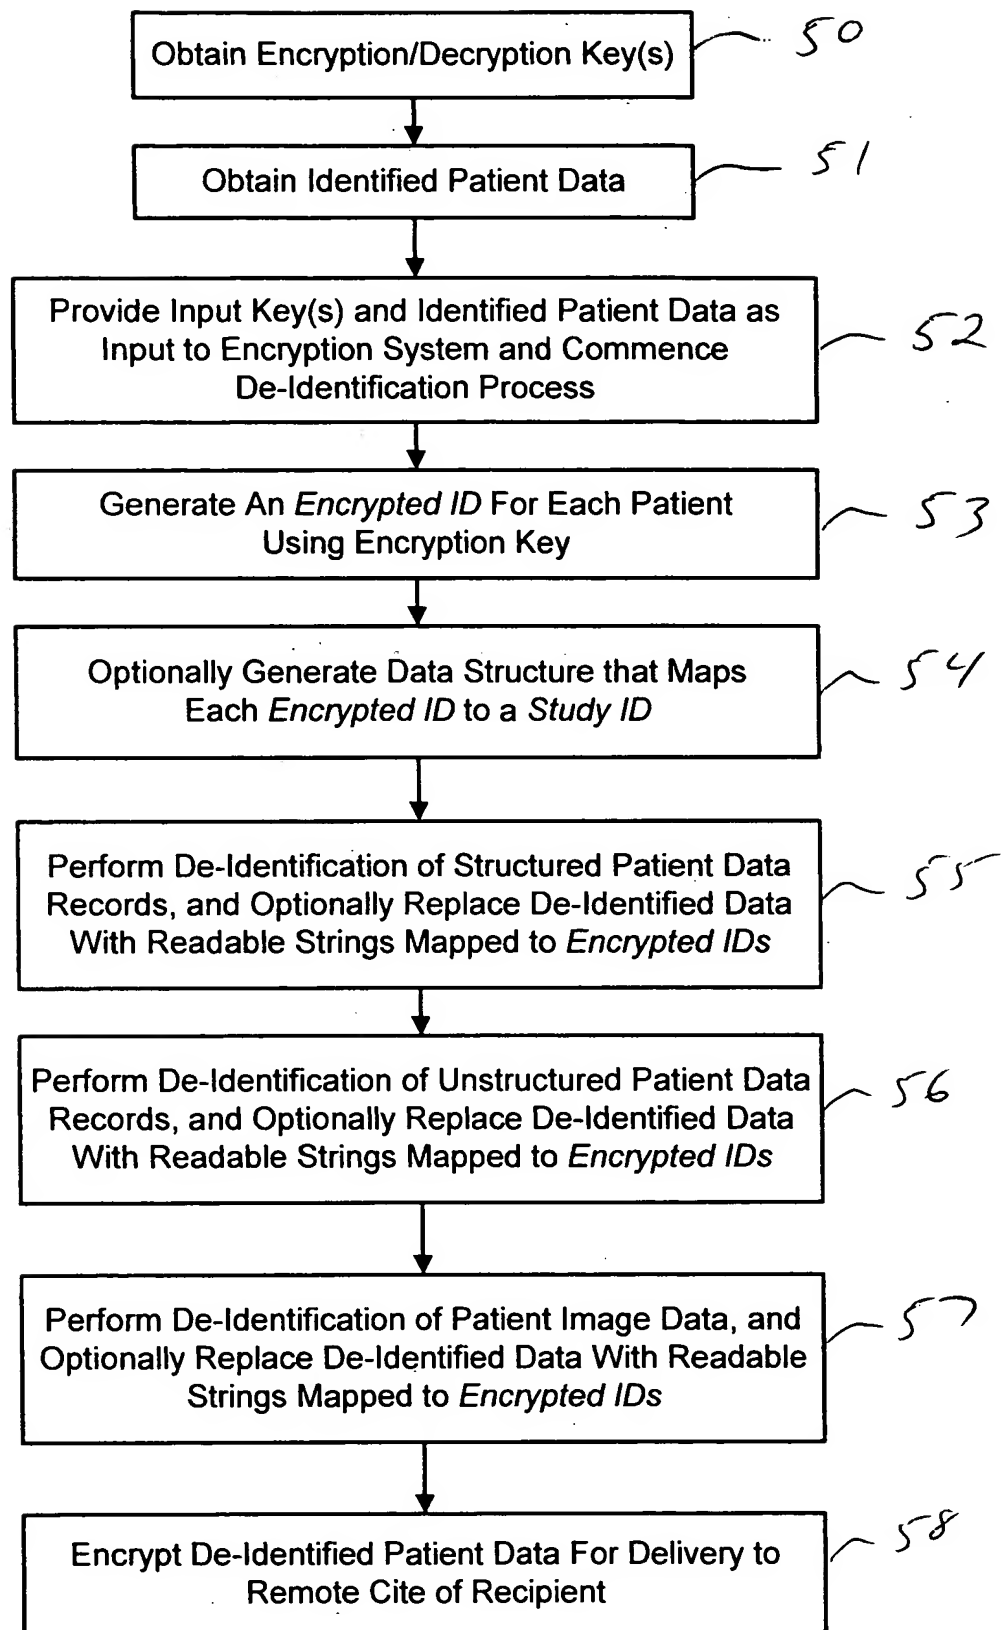 Obtain Encryption/Decryption Key(s)
50
Obtain Identified Patient Data
51
Provide Input Key(s) and Identified Patient Data as
Input to Encryption System and Commence
De-Identification Process
52
Generate An Encrypted ID For Each Patient
Using Encryption Key
53
Optionally Generate Data Structure that Maps
Each Encrypted ID to a Study ID
54
Perform De-Identification of Structured Patient Data
Records, and Optionally Replace De-Identified Data
With Readable Strings Mapped to Encrypted IDs
55
Perform De-Identification of Unstructured Patient Data
Records, and Optionally Replace De-Identified Data
With Readable Strings Mapped to Encrypted IDs
56
Perform De-Identification of Patient Image Data, and
Optionally Replace De-Identified Data With Readable
Strings Mapped to Encrypted IDs
57
Encrypt De-Identified Patient Data For Delivery to
Remote Cite of Recipient
58